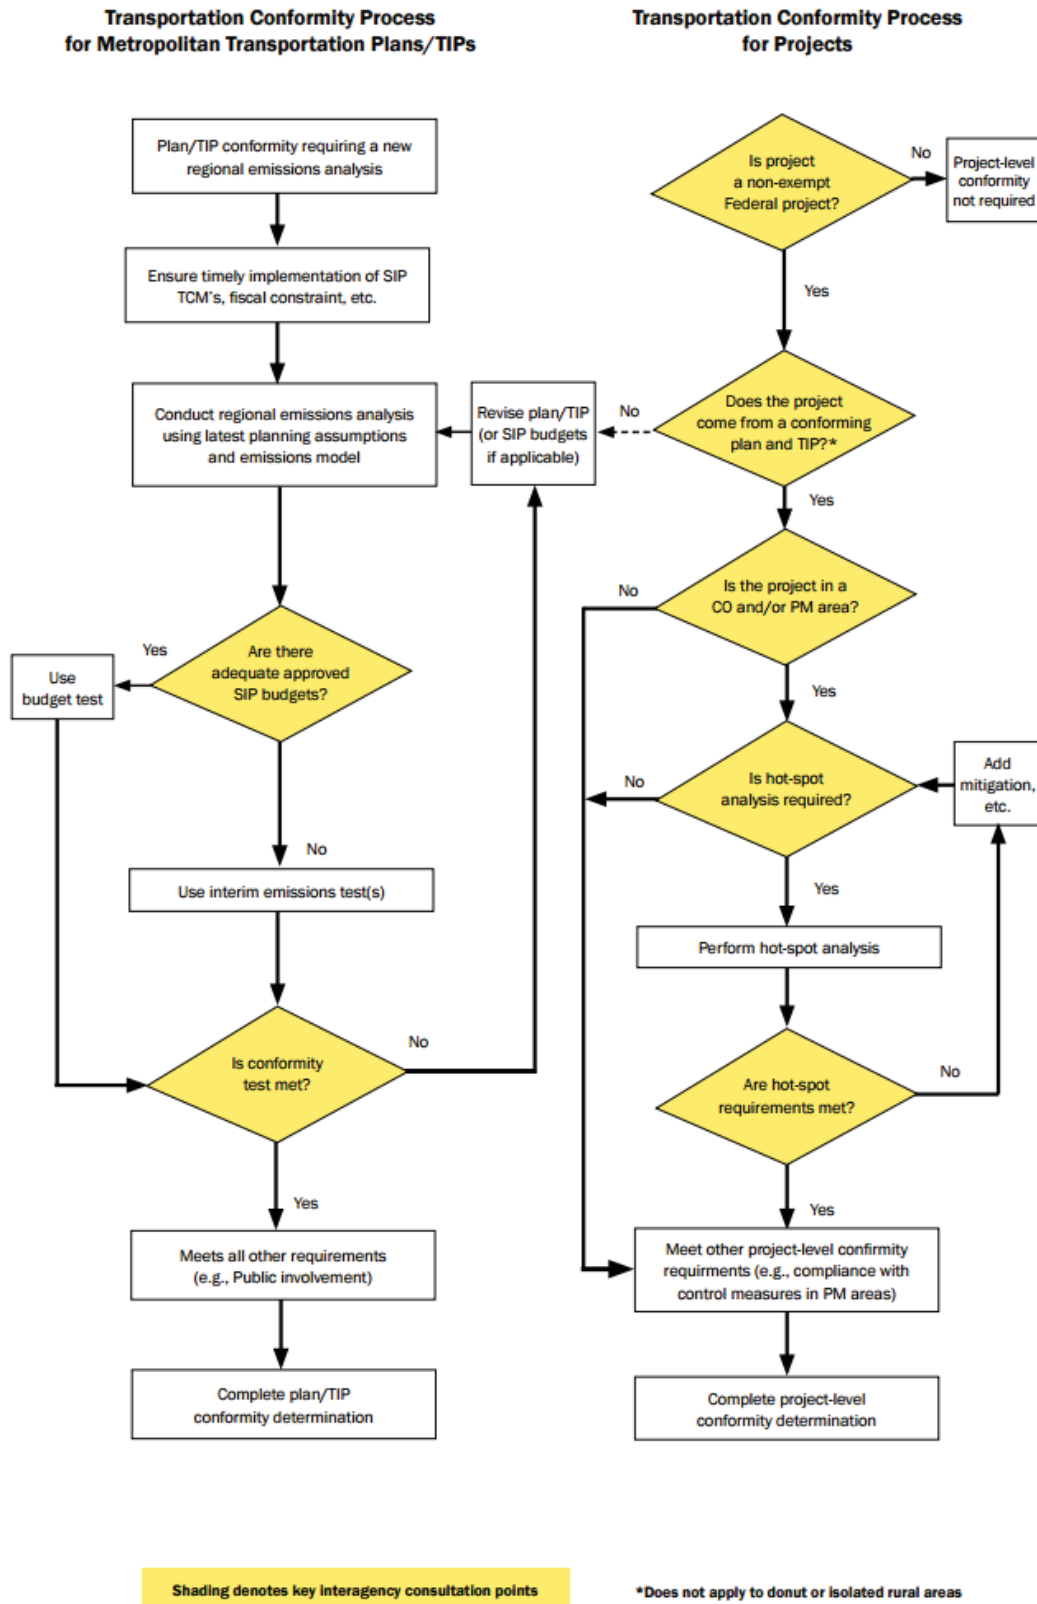 Transportation Conformity Process
for Metropolitan Transportation Plans/TIPs
Plan/TIP conformity requiring a new
regional emissions analysis
Ensure timely implementation of SIP
TCM's, fiscal constraint, etc.
Conduct regional emissions analysis
using latest planning assumptions
and emissions model
Revise plan/TIP
(or SIP budgets
if applicable)
Are there
adequate approved
SIP budgets?
Yes
Use
budget test
No
Use interim emissions test(s)
Is conformity
test met?
No
Yes
Meets all other requirements
(e.g., Public involvement)
Complete plan/TIP
conformity determination
Transportation Conformity Process
for Projects
Is project
a non-exempt
Federal project?
No
Project-level
conformity
not required
Yes
Does the project
come from a conforming
plan and TIP?*
No
Yes
Is the project in a
CO and/or PM area?
No
Yes
Is hot-spot
analysis required?
No
Add
mitigation,
etc.
Yes
Perform hot-spot analysis
Are hot-spot
requirements met?
No
Yes
Meet other project-level confirmity
requirments (e.g., compliance with
control measures in PM areas)
Complete project-level
conformity determination
Shading denotes key interagency consultation points
*Does not apply to donut or isolated rural areas